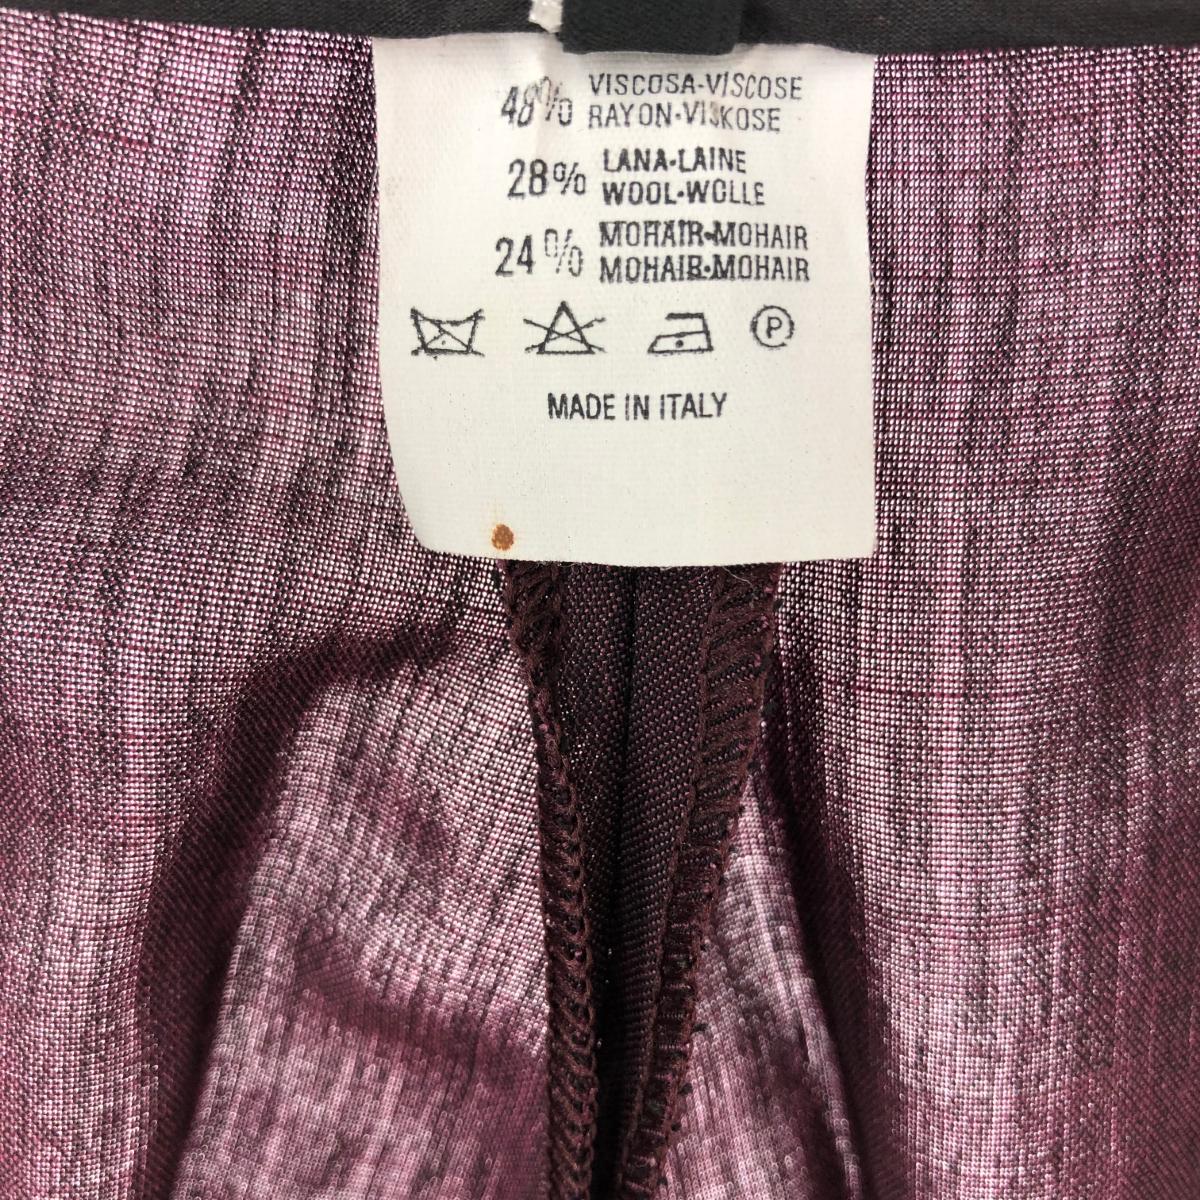 48% VISCOSA-VISCOSE
RAYON-VISKOSE
28% LANA-LAINE
WOOL-WOLLE
24% MOHAIR-MOHAIR
MOHAIR-MOHAIR
P
MADE IN ITALY